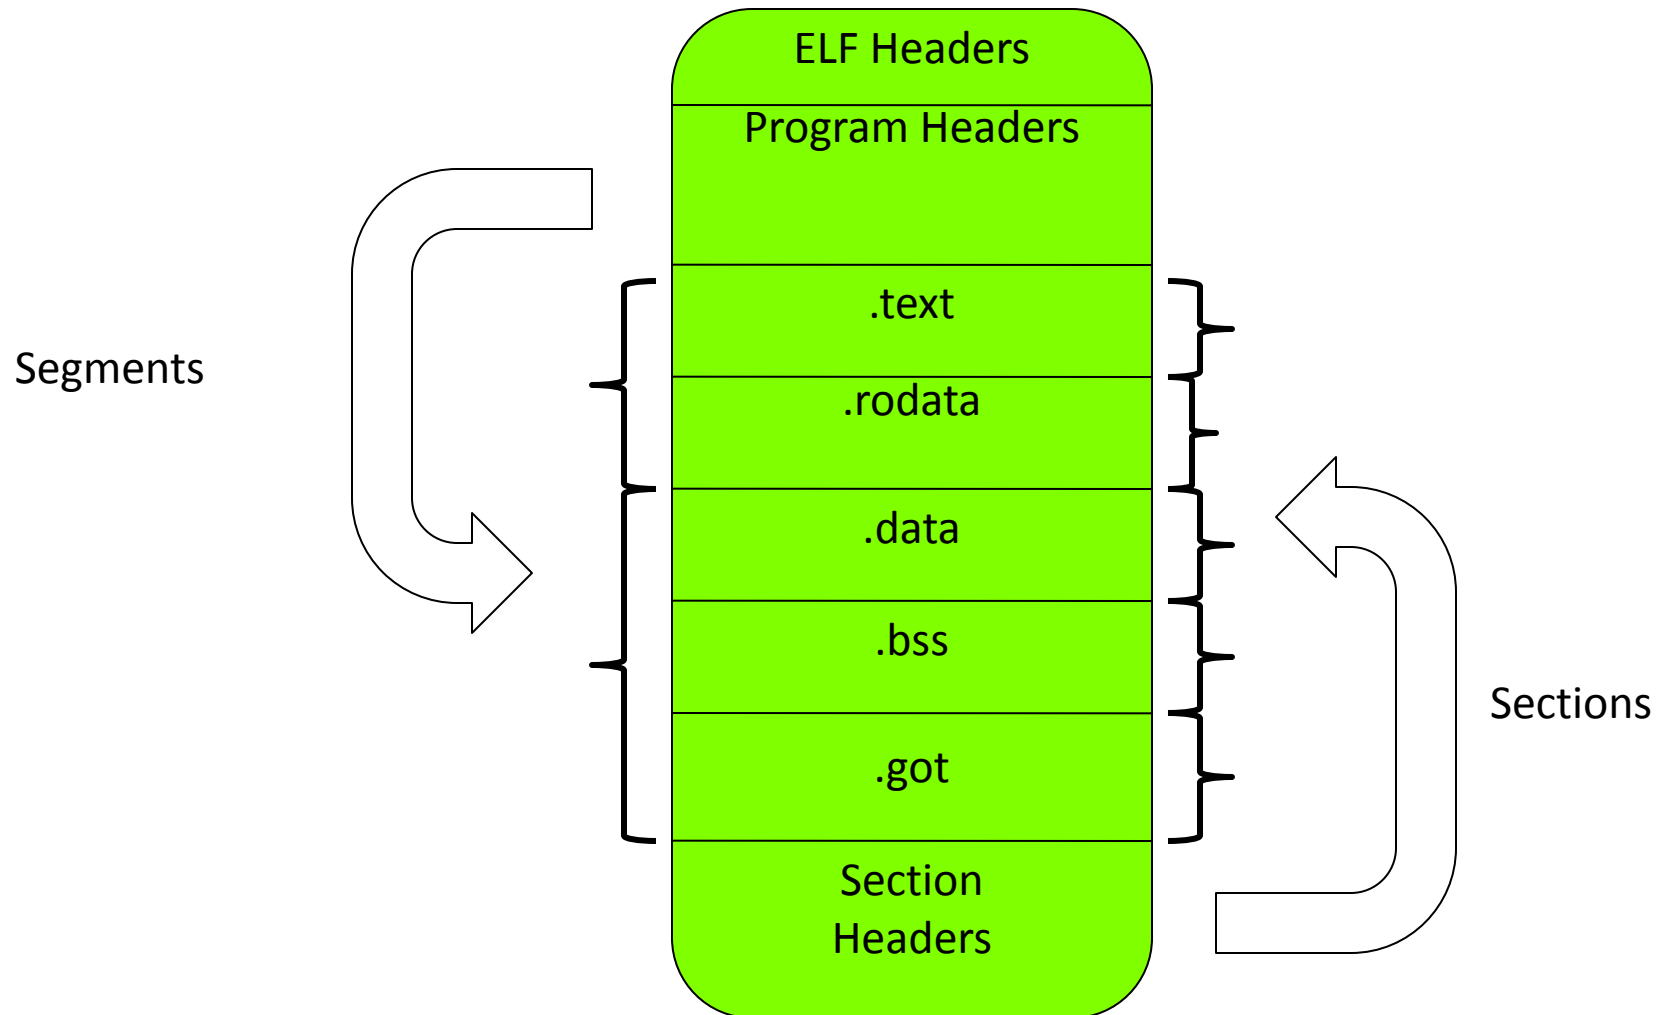 ELF Headers
Program Headers
.text
Segments
.rodata
.data
.bss
Sections
.got
Section
Headers